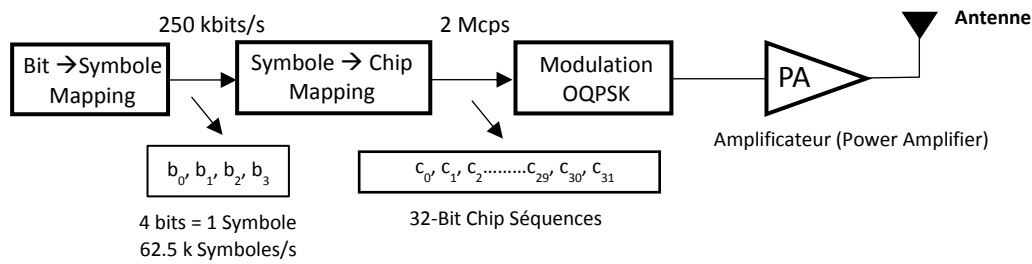 250 kbits/s
2 Mcps
Antenne
Bit →Symbole
Mapping
Symbole → Chip
Mapping
Modulation
OQPSK
PA
Amplificateur (Power Amplifier)
b₀, b₁, b₂, b₃
c₀, c₁, c₂………c₂₉, c₃₀, c₃₁
4 bits = 1 Symbole
62.5 k Symboles/s
32-Bit Chip Séquences